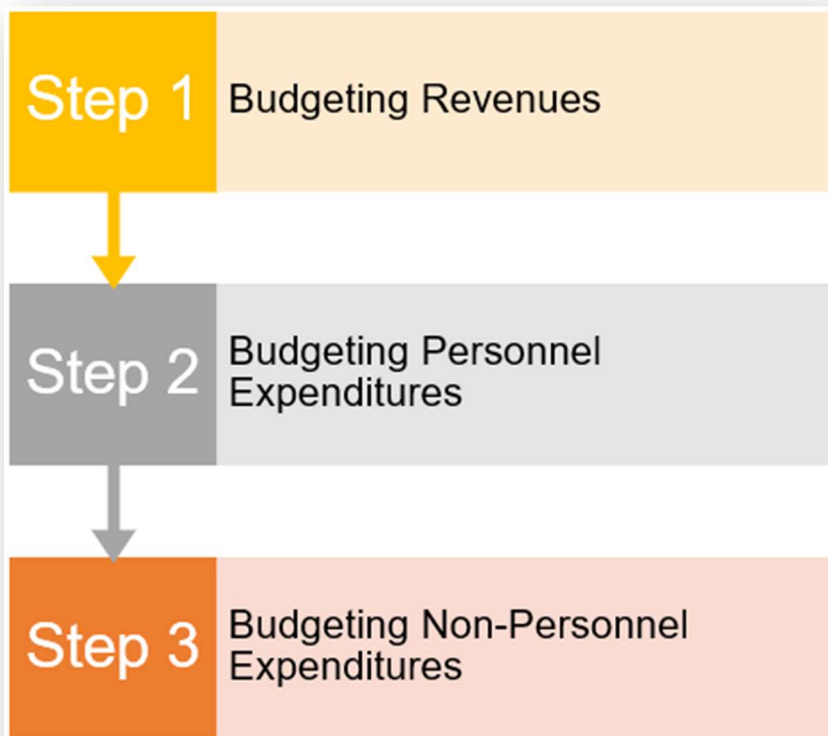 Step 1
Budgeting Revenues
Step 2
Budgeting Personnel
Expenditures
Step 3
Budgeting Non-Personnel
Expenditures